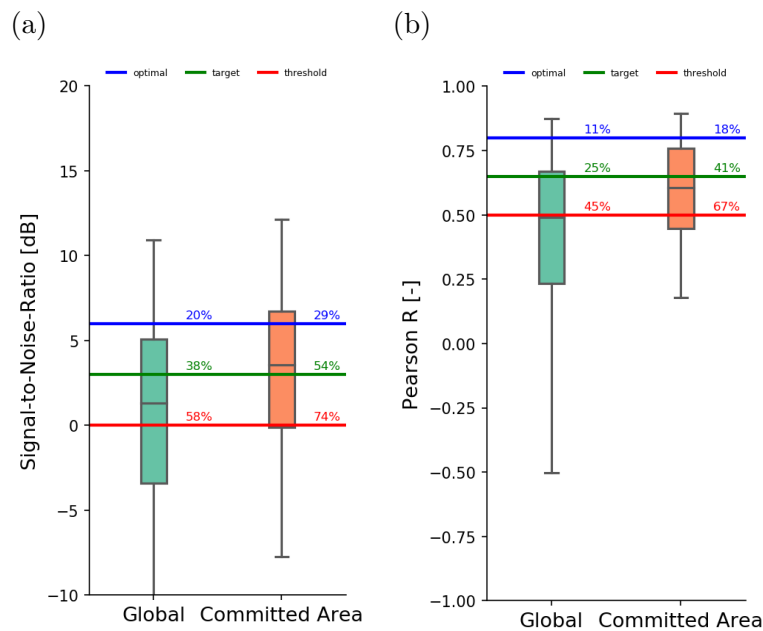 (a)
optimal target threshold
20
15
10
5
0
−5
−10
Signal-to-Noise-Ratio [dB]
20% 29%
38% 54%
58% 74%
Global Committed Area
(b)
optimal target threshold
1.00
0.75
0.50
0.25
0.00
−0.25
−0.50
−0.75
−1.00
Pearson R [-]
11% 18%
25% 41%
45% 67%
Global Committed Area